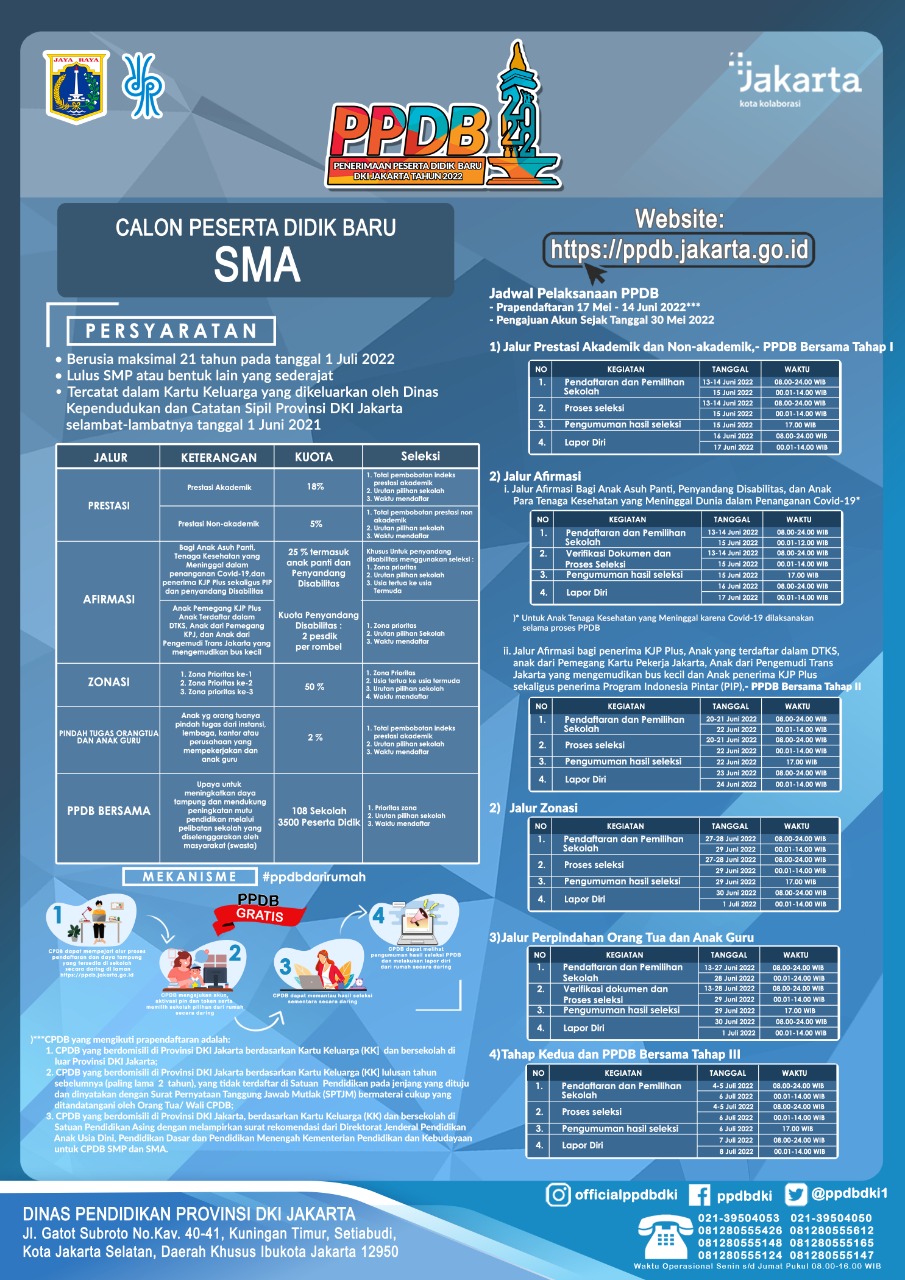 JAYA RAYA
Jakarta
kota kolaborasi
PPDB
2022
PENERIMAAN PESERTA DIDIK BARU
DKI JAKARTA TAHUN 2022
CALON PESERTA DIDIK BARU
SMA
PERSYARATAN
• Berusia maksimal 21 tahun pada tanggal 1 Juli 2022
• Lulus SMP atau bentuk lain yang sederajat
• Tercatat dalam Kartu Keluarga yang dikeluarkan oleh Dinas
Kependudukan dan Catatan Sipil Provinsi DKI Jakarta
selambat-lambatnya tanggal 1 Juni 2021
JALUR KETERANGAN KUOTA Seleksi
PRESTASI
Prestasi Akademik
18%
1. Total pembobotan indeks
prestasi akademik
2. Urutan pilihan sekolah
3. Waktu mendaftar
Prestasi Non-akademik
5%
1. Total pembobotan prestasi non
akademik
2. Urutan pilihan sekolah
3. Waktu mendaftar
AFIRMASI
Bagi Anak Asuh Panti,
Tenaga Kesehatan yang
Meninggal dalam
penanganan Covid-19,dan
penerima KJP Plus sekaligus PIP
dan penyandang Disabilitas
25 % termasuk
anak panti dan
Penyandang
Disabilitas
Khusus Untuk penyandang
disabilitas menggunakan seleksi :
1. Zona prioritas
2. Urutan pilihan sekolah
3. Usia tertua ke usia
Termuda
Anak Pemegang KJP Plus
Anak Terdaftar dalam
DTKS, Anak dari Pemegang
KPJ, dan Anak dari
Pengemudi Trans Jakarta yang
mengemudikan bus kecil
Kuota Penyandang
Disabilitas :
2 pesdik
per rombel
1. Zona prioritas
2. Urutan pilihan Sekolah
3. Waktu mendaftar
ZONASI
1. Zona Prioritas ke-1
2. Zona Prioritas ke-2
3. Zona prioritas ke-3
50 %
1. Zona Prioritas
2. Usia tertua ke usia termuda
3. Urutan pilihan sekolah
4. Waktu mendaftar
PINDAH TUGAS ORANGTUA
DAN ANAK GURU
Anak yg orang tuanya
pindah tugas dari instansi,
lembaga, kantor atau
perusahaan yang
mempekerjakan dan
anak guru
2 %
1. Total pembobotan indeks
prestasi akademik
2. Urutan pilihan sekolah
3. Waktu mendaftar
PPDB BERSAMA
Upaya untuk
meningkatkan daya
tampung dan mendukung
peningkatan mutu
pendidikan melalui
pelibatan sekolah yang
diselenggarakan oleh
masyarakat (swasta)
108 Sekolah
3500 Peserta Didik
1. Prioritas zona
2. Urutan pilihan sekolah
3. Waktu mendaftar
MEKANISME #ppdbdarirumah
PPDB
GRATIS
1
CPDB dapat mempejari alur proses
pendaftaran dan daya tampung
yang tersedia di sekolah
secara daring di laman
https://ppdb.jakarta.go.id
2
CPDB mengajukan akun,
aktivasi pin dan token serta
memilih sekolah pilihan dari rumah
secara daring
3
CPDB dapat memantau hasil seleksi
sementara secara daring
4
CPDB dapat melihat
pengumuman hasil seleksi PPDB
dan melakukan lapor diri
dari rumah secara daring
)***CPDB yang mengikuti prapendaftaran adalah:
1. CPDB yang berdomisili di Provinsi DKI Jakarta berdasarkan Kartu Keluarga (KK) dan bersekolah di
luar Provinsi DKI Jakarta;
2. CPDB yang berdomisili di Provinsi DKI Jakarta berdasarkan Kartu Keluarga (KK) lulusan tahun
sebelumnya (paling lama 2 tahun), yang tidak terdaftar di Satuan Pendidikan pada jenjang yang dituju
dan dinyatakan dengan Surat Pernyataan Tanggung Jawab Mutlak (SPTJM) bermaterai cukup yang
ditandatangani oleh Orang Tua/ Wali CPDB;
3. CPDB yang berdomisili di Provinsi DKI Jakarta, berdasarkan Kartu Keluarga (KK) dan bersekolah di
Satuan Pendidikan Asing dengan melampirkan surat rekomendasi dari Direktorat Jenderal Pendidikan
Anak Usia Dini, Pendidikan Dasar dan Pendidikan Menengah Kementerian Pendidikan dan Kebudayaan
untuk CPDB SMP dan SMA.
Website:
https://ppdb.jakarta.go.id
Jadwal Pelaksanaan PPDB
- Prapendaftaran 17 Mei - 14 Juni 2022***
- Pengajuan Akun Sejak Tanggal 30 Mei 2022
1) Jalur Prestasi Akademik dan Non-akademik,- PPDB Bersama Tahap I
NO KEGIATAN TANGGAL WAKTU
1. Pendaftaran dan Pemilihan Sekolah 13-14 Juni 2022 08.00-24.00 WIB
15 Juni 2022 00.01-14.00 WIB
2. Proses seleksi 13-14 Juni 2022 08.00-24.00 WIB
15 Juni 2022 00.01-14.00 WIB
3. Pengumuman hasil seleksi 15 Juni 2022 17.00 WIB
4. Lapor Diri 16 Juni 2022 08.00-24.00 WIB
17 Juni 2022 00.01-14.00 WIB
2) Jalur Afirmasi
i. Jalur Afirmasi Bagi Anak Asuh Panti, Penyandang Disabilitas, dan Anak
Para Tenaga Kesehatan yang Meninggal Dunia dalam Penanganan Covid-19*
NO KEGIATAN TANGGAL WAKTU
1. Pendaftaran dan Pemilihan Sekolah 13-14 Juni 2022 08.00-24.00 WIB
15 Juni 2022 00.01-12.00 WIB
2. Verifikasi Dokumen dan Proses Seleksi 13-14 Juni 2022 08.00-24.00 WIB
15 Juni 2022 00.01-14.00 WIB
3. Pengumuman hasil seleksi 15 Juni 2022 17.00 WIB
4. Lapor Diri 16 Juni 2022 08.00-24.00 WIB
17 Juni 2022 00.01-14.00 WIB
)* Untuk Anak Tenaga Kesehatan yang Meninggal karena Covid-19 dilaksanakan
selama proses PPDB
ii. Jalur Afirmasi bagi penerima KJP Plus, Anak yang terdaftar dalam DTKS,
anak dari Pemegang Kartu Pekerja Jakarta, Anak dari Pengemudi Trans
Jakarta yang mengemudikan bus kecil dan Anak penerima KJP Plus
sekaligus penerima Program Indonesia Pintar (PIP),- PPDB Bersama Tahap II
NO KEGIATAN TANGGAL WAKTU
1. Pendaftaran dan Pemilihan Sekolah 20-21 Juni 2022 08.00-24.00 WIB
22 Juni 2022 00.01-14.00 WIB
2. Proses seleksi 20-21 Juni 2022 08.00-24.00 WIB
22 Juni 2022 00.01-14.00 WIB
3. Pengumuman hasil seleksi 22 Juni 2022 17.00 WIB
4. Lapor Diri 23 Juni 2022 08.00-24.00 WIB
24 Juni 2022 00.01-14.00 WIB
2) Jalur Zonasi
NO KEGIATAN TANGGAL WAKTU
1. Pendaftaran dan Pemilihan Sekolah 27-28 Juni 2022 08.00-24.00 WIB
29 Juni 2022 00.01-14.00 WIB
2. Proses seleksi 27-28 Juni 2022 08.00-24.00 WIB
29 Juni 2022 00.01-14.00 WIB
3. Pengumuman hasil seleksi 29 Juni 2022 17.00 WIB
4. Lapor Diri 30 Juni 2022 08.00-24.00 WIB
1 Juli 2022 00.01-14.00 WIB
3)Jalur Perpindahan Orang Tua dan Anak Guru
NO KEGIATAN TANGGAL WAKTU
1. Pendaftaran dan Pemilihan Sekolah 13-27 Juni 2022 08.00-24.00 WIB
28 Juni 2022 00.01-24.00 WIB
2. Verifikasi dokumen dan Proses seleksi 13-28 Juni 2022 08.00-24.00 WIB
29 Juni 2022 00.01-14.00 WIB
3. Pengumuman hasil seleksi 29 Juni 2022 17.00 WIB
4. Lapor Diri 30 Juni 2022 08.00-24.00 WIB
1 Juli 2022 00.01-14.00 WIB
4)Tahap Kedua dan PPDB Bersama Tahap III
NO KEGIATAN TANGGAL WAKTU
1. Pendaftaran dan Pemilihan Sekolah 4-5 Juli 2022 08.00-24.00 WIB
6 Juli 2022 00.01-14.00 WIB
2. Proses seleksi 4-5 Juli 2022 08.00-24.00 WIB
6 Juli 2022 00.01-14.00 WIB
3. Pengumuman hasil seleksi 6 Juli 2022 17.00 WIB
4. Lapor Diri 7 Juli 2022 08.00-24.00 WIB
8 Juli 2022 00.01-14.00 WIB
DINAS PENDIDIKAN PROVINSI DKI JAKARTA
Jl. Gatot Subroto No.Kav. 40-41, Kuningan Timur, Setiabudi,
Kota Jakarta Selatan, Daerah Khusus Ibukota Jakarta 12950
officialppdbdki ppdbdki @ppdbdki1
021-39504053 021-39504050
081280555426 081280555612
081280555148 081280555165
081280555124 081280555147
Waktu Operasional Senin s/d Jumat Pukul 08.00-16.00 WIB